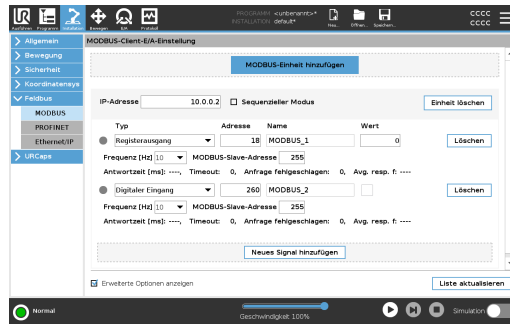 PROGRAMM <unbenannt>*
INSTALLATION default*
CCCC
CCCC
Ausführen Programm Installation Bewegen E/A Protokoll Neu... Öffnen... Speichern...
Allgemein
Bewegung
Sicherheit
Koordinatensys
Feldbus
MODBUS
PROFINET
Ethernet/IP
URCaps
MODBUS-Client-E/A-Einstellung
MODBUS-Einheit hinzufügen
IP-Adresse 10.0.0.2 Sequenzieller Modus Einheit löschen
Typ Adresse Name Wert
Registerausgang 18 MODBUS_1 0 Löschen
Frequenz [Hz] 10 MODBUS-Slave-Adresse 255
Antwortzeit [ms]: ----, Timeout: 0, Anfrage fehlgeschlagen: 0, Avg. resp. f: ----
Digitaler Eingang 260 MODBUS_2 Löschen
Frequenz [Hz] 10 MODBUS-Slave-Adresse 255
Antwortzeit [ms]: ----, Timeout: 0, Anfrage fehlgeschlagen: 0, Avg. resp. f: ----
Neues Signal hinzufügen
Erweiterte Optionen anzeigen Liste aktualisieren
Normal
Geschwindigkeit 100%
Simulation